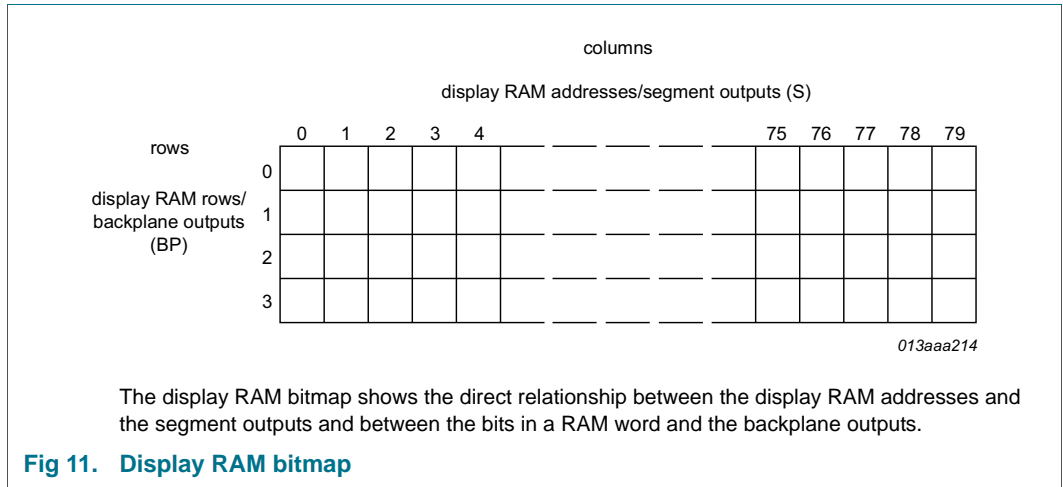 columns
display RAM addresses/segment outputs (S)
0 1 2 3 4 75 76 77 78 79
rows
0
display RAM rows/
backplane outputs
(BP)
1
2
3
013aaa214
The display RAM bitmap shows the direct relationship between the display RAM addresses and
the segment outputs and between the bits in a RAM word and the backplane outputs.
Fig 11. Display RAM bitmap